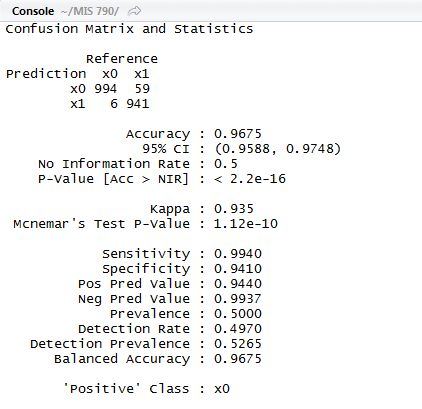 Console ~/MIS 790/
Confusion Matrix and Statistics
Reference
Prediction x0 x1
x0 994 59
x1 6 941
Accuracy : 0.9675
95% CI : (0.9588, 0.9748)
No Information Rate : 0.5
P-Value [Acc > NIR] : < 2.2e-16
Kappa : 0.935
Mcnemar's Test P-Value : 1.12e-10
Sensitivity : 0.9940
Specificity : 0.9410
Pos Pred Value : 0.9440
Neg Pred Value : 0.9937
Prevalence : 0.5000
Detection Rate : 0.4970
Detection Prevalence : 0.5265
Balanced Accuracy : 0.9675
'Positive' Class : x0